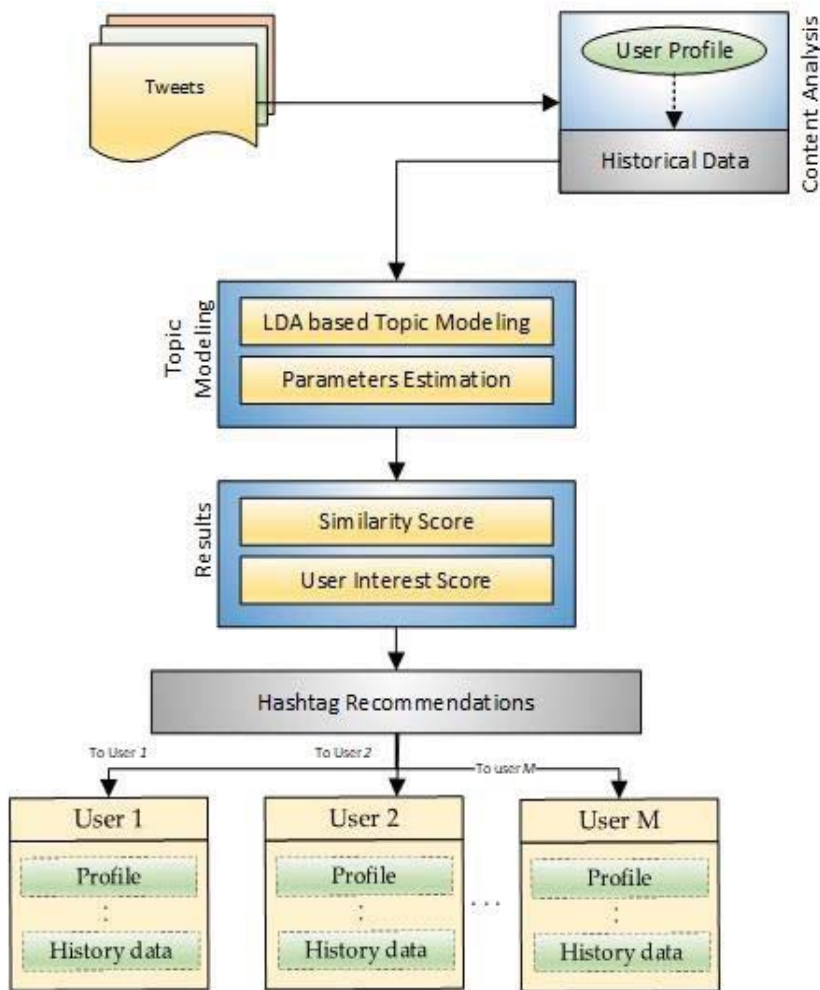 Tweets
User Profile
Historical Data
Content Analysis
Topic
Modeling
LDA based Topic Modeling
Parameters Estimation
Results
Similarity Score
User Interest Score
Hashtag Recommendations
To User 1
To User 2
To user M
User 1
Profile
:
History data
User 2
Profile
:
History data
...
User M
Profile
:
History data